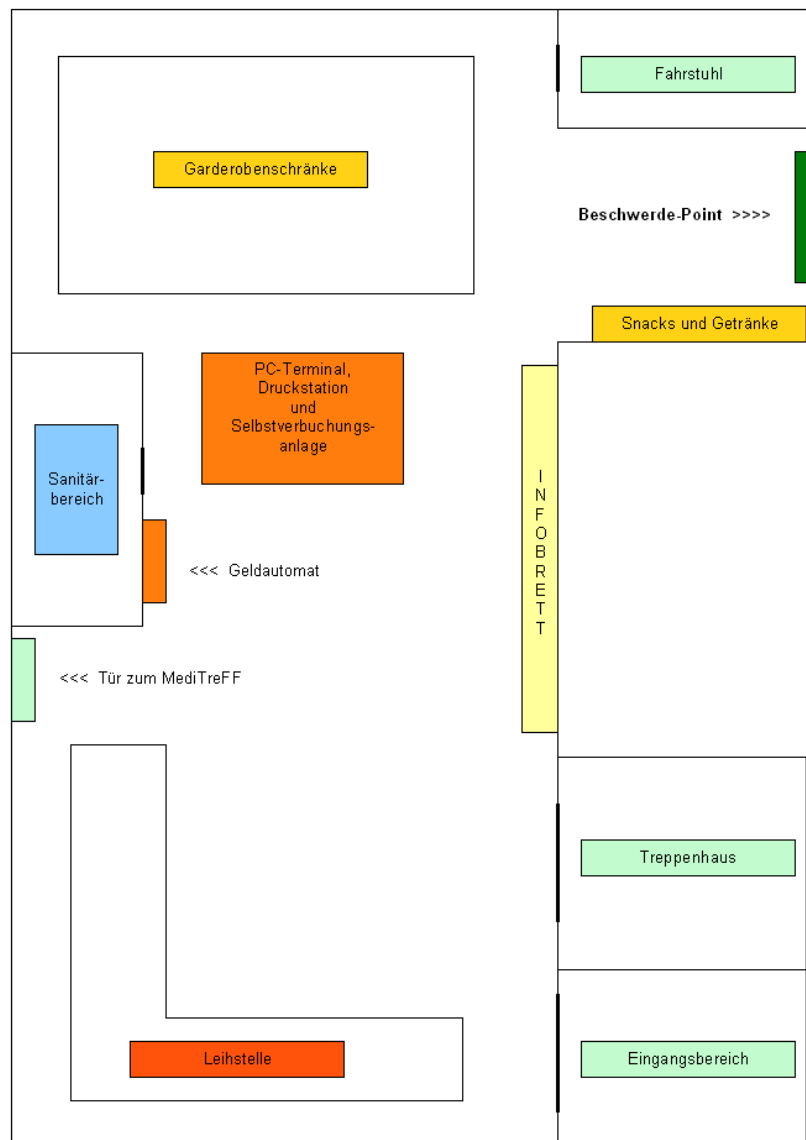 Fahrstuhl
Garderobenschränke
Beschwerde-Point >>>>
Snacks und Getränke
PC-Terminal,
Druckstation
und
Selbstverbuchungs-
anlage
Sanitär-
bereich
INFOBRETT
<<< Geldautomat
<<< Tür zum MediTreFF
Treppenhaus
Leihstelle
Eingangsbereich